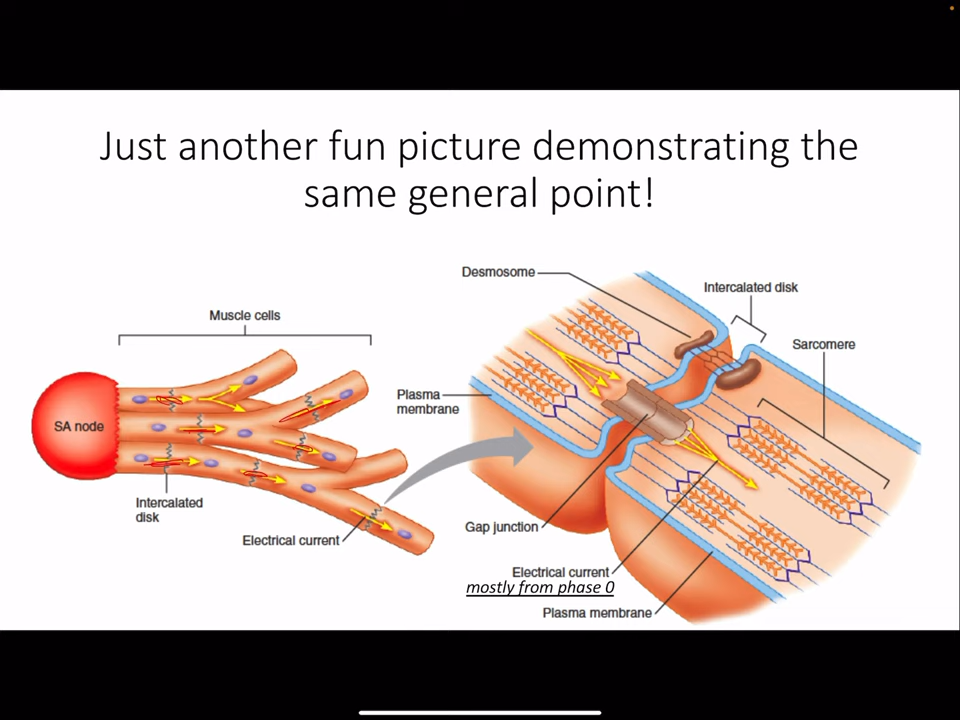 Just another fun picture demonstrating the
same general point!
Muscle cells
SA node
Intercalated
disk
Electrical current
Desmosome
Intercalated disk
Sarcomere
Plasma
membrane
Gap junction
Electrical current
mostly from phase 0
Plasma membrane